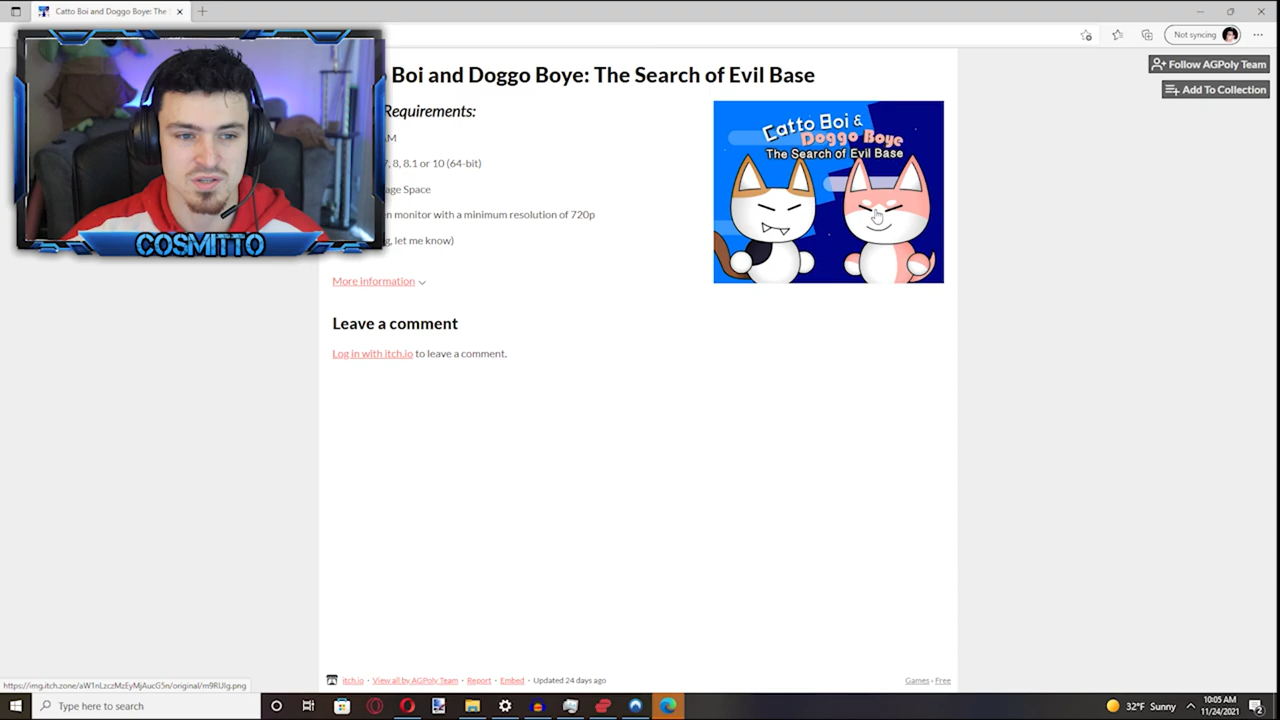 Catto Boi and Doggo Boye: The S
Not syncing
Boi and Doggo Boye: The Search of Evil Base
Follow AGPoly Team
Add To Collection
Requirements:
AM
7, 8, 8.1 or 10 (64-bit)
age Space
en monitor with a minimum resolution of 720p
g, let me know)
Catto Boi &
Doggo Boye
The Search of Evil Base
COSMITTO
More information
Leave a comment
Log in with itch.io to leave a comment.
itch.io · View all by AGPoly Team · Report · Embed · Updated 24 days ago
Games › Free
Type here to search
32°F Sunny
10:05 AM
11/24/2021
2